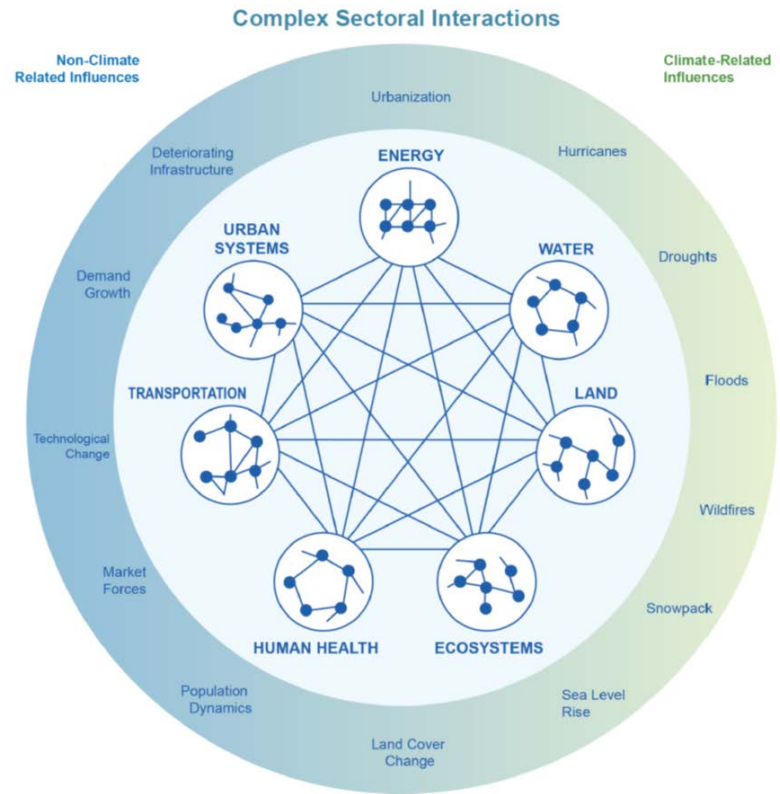 Complex Sectoral Interactions
Non-Climate
Related Influences
Climate-Related
Influences
Urbanization
Deteriorating
Infrastructure
Hurricanes
ENERGY
URBAN
SYSTEMS
WATER
Demand
Growth
Droughts
TRANSPORTATION
LAND
Floods
Technological
Change
Wildfires
Market
Forces
Snowpack
HUMAN HEALTH
ECOSYSTEMS
Population
Dynamics
Sea Level
Rise
Land Cover
Change